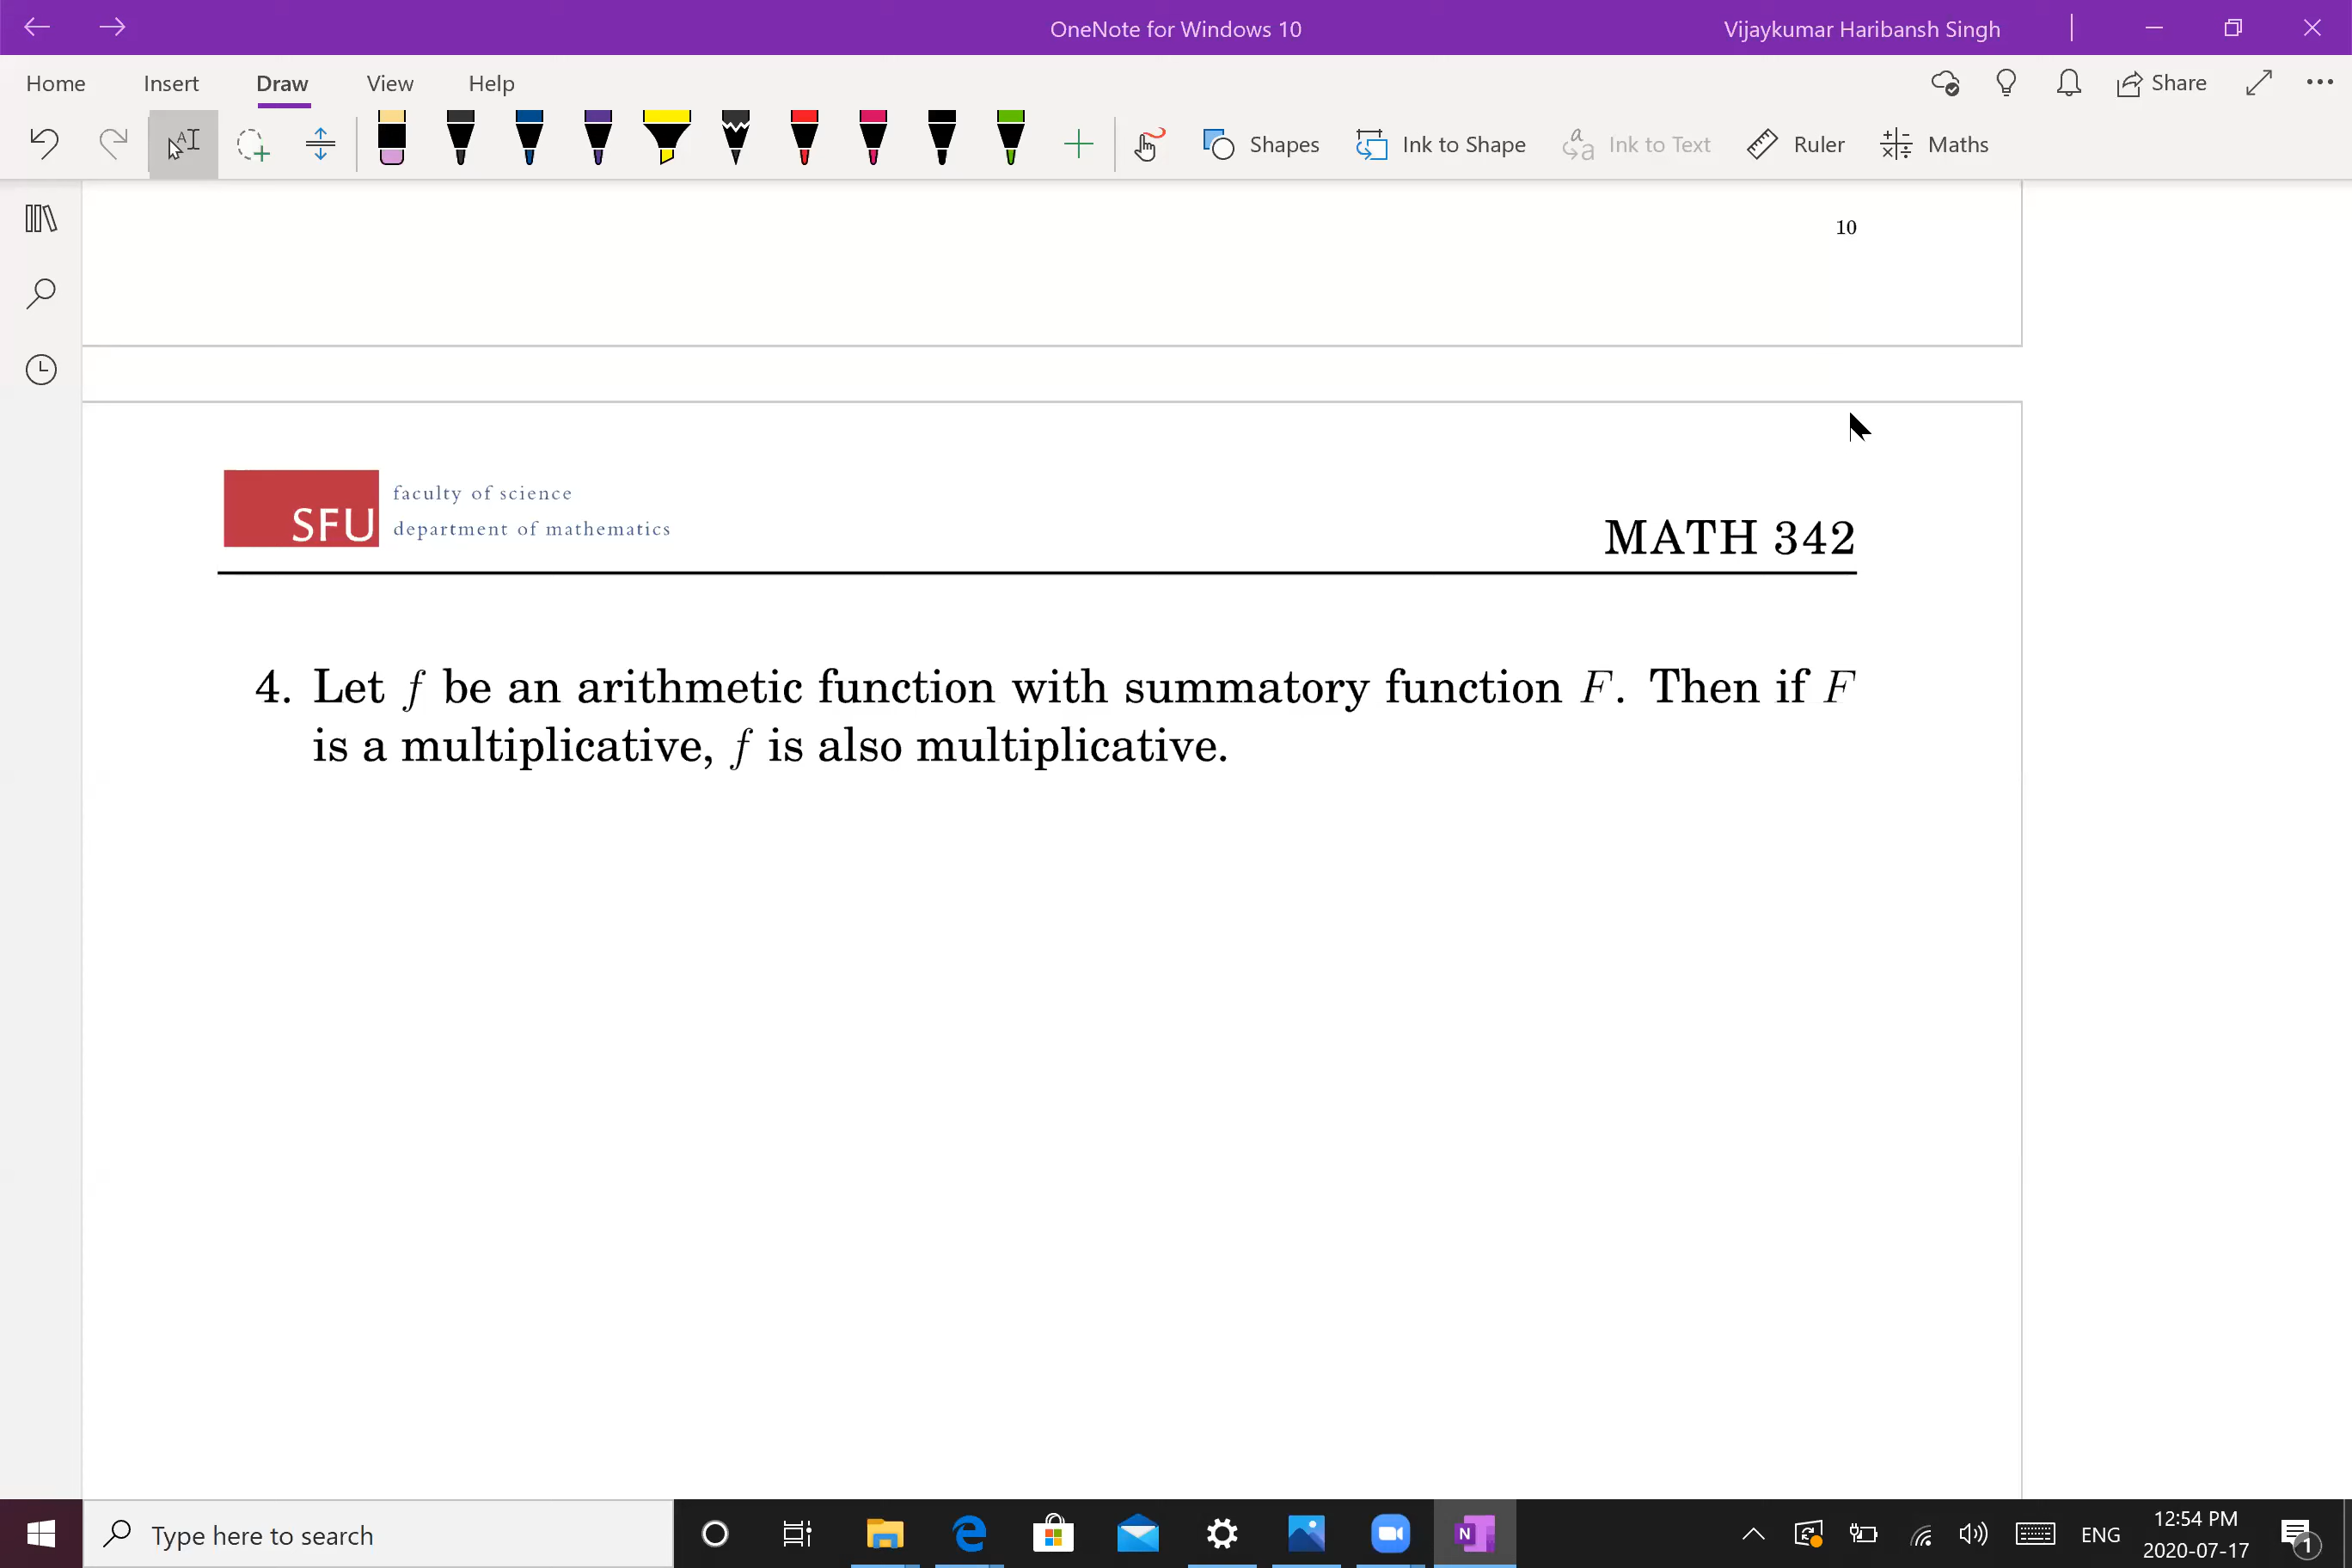 OneNote for Windows 10
Vijaykumar Haribansh Singh
Home Insert Draw View Help
Share
Shapes Ink to Shape Ink to Text Ruler Maths
10
SFU
faculty of science
department of mathematics
MATH 342
4. Let f be an arithmetic function with summatory function F. Then if F
is a multiplicative, f is also multiplicative.
Type here to search
ENG
12:54 PM
2020-07-17
1